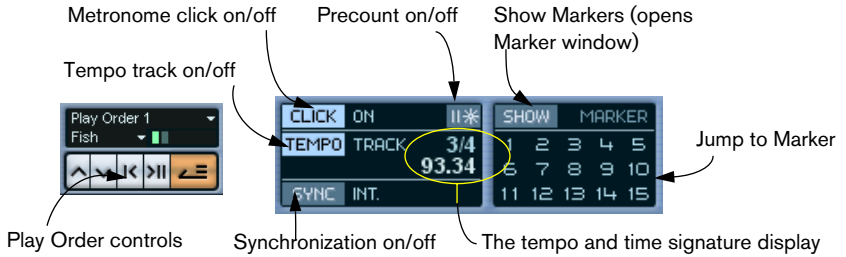 Metronome click on/off
Precount on/off
Show Markers (opens
Marker window)
Tempo track on/off
Play Order 1
Fish
CLICK ON
TEMPO TRACK 3/4
93.34
SYNC INT.
SHOW MARKER
1 2 3 4 5
6 7 8 9 10
11 12 13 14 15
Jump to Marker
Play Order controls
Synchronization on/off
The tempo and time signature display